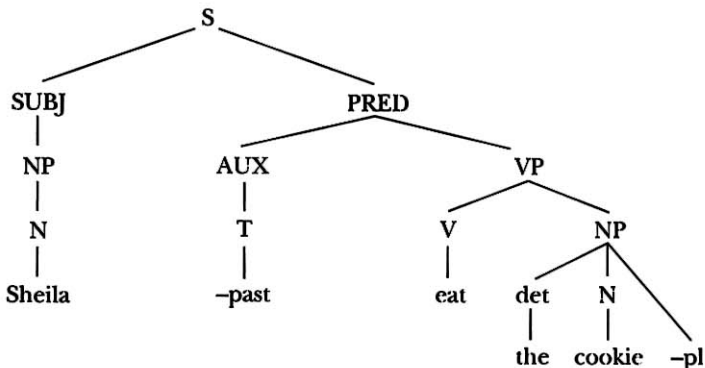 S
SUBJ PRED
NP AUX VP
N T V NP
Sheila –past eat det N
the cookie –pl